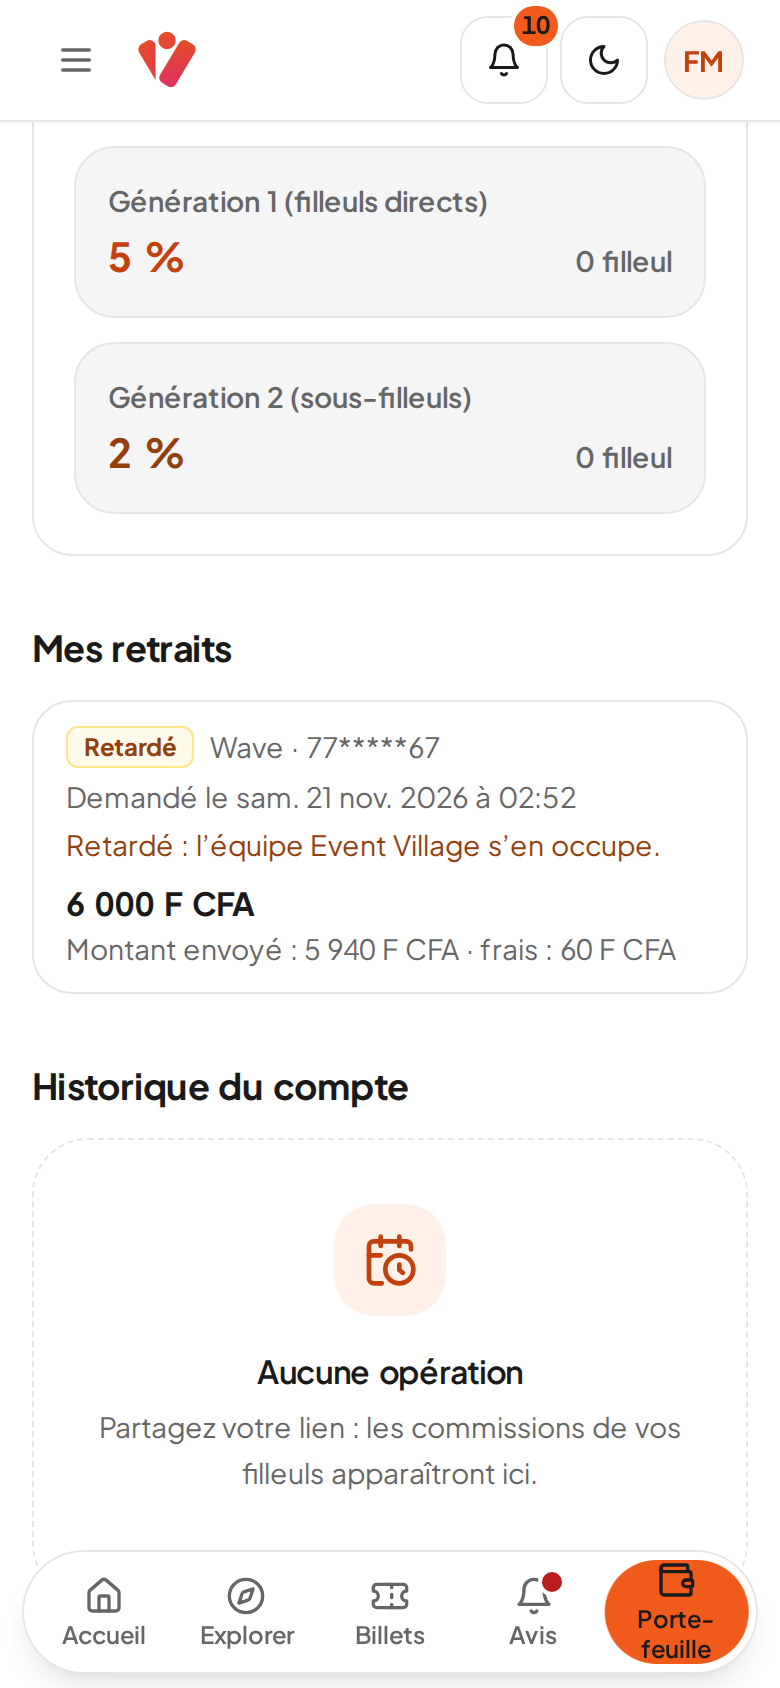 10
FM
Génération 1 (filleuls directs)
5 %
0 filleul
Génération 2 (sous-filleuls)
2 %
0 filleul
Mes retraits
Retardé Wave · 77*****67
Demandé le sam. 21 nov. 2026 à 02:52
Retardé : l’équipe Event Village s’en occupe.
6 000 F CFA
Montant envoyé : 5 940 F CFA · frais : 60 F CFA
Historique du compte
Aucune opération
Partagez votre lien : les commissions de vos
filleuls apparaîtront ici.
Accueil
Explorer
Billets
Avis
Porte-
feuille